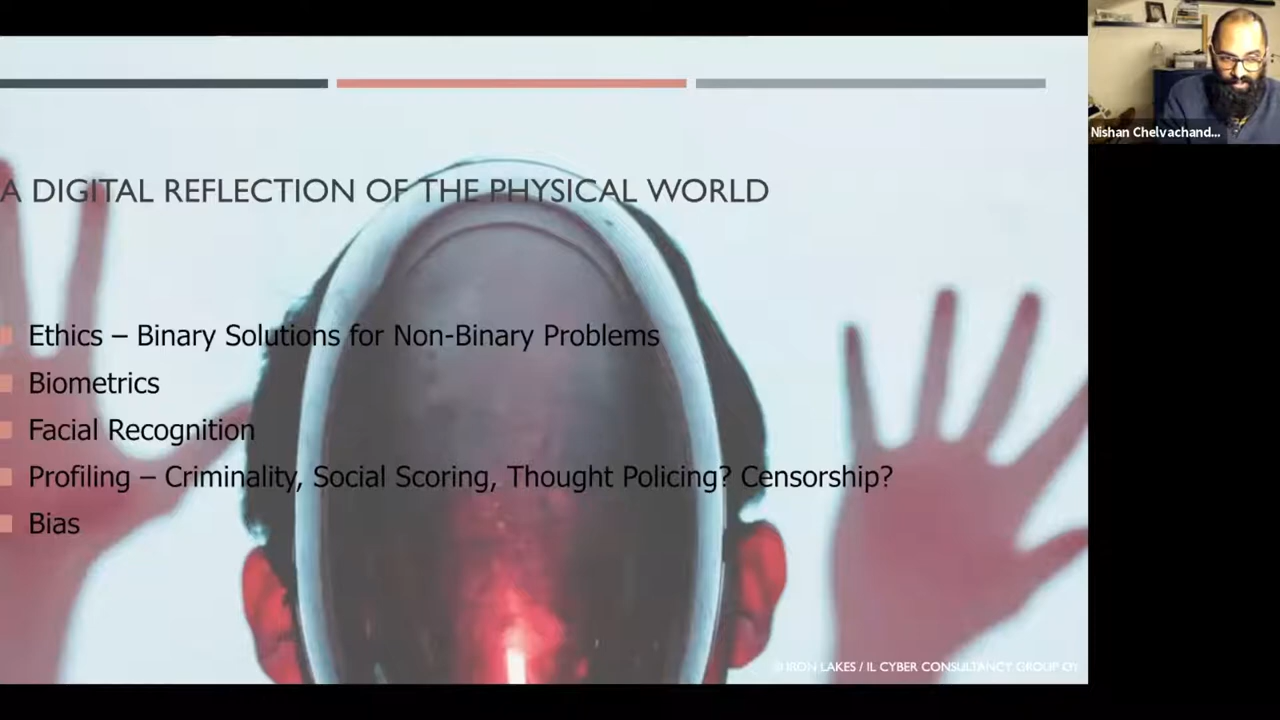 A DIGITAL REFLECTION OF THE PHYSICAL WORLD
Ethics – Binary Solutions for Non-Binary Problems
Biometrics
Facial Recognition
Profiling – Criminality, Social Scoring, Thought Policing? Censorship?
Bias
© IRON LAKES / IL CYBER CONSULTANCY GROUP OY
Nishan Chelvachand...